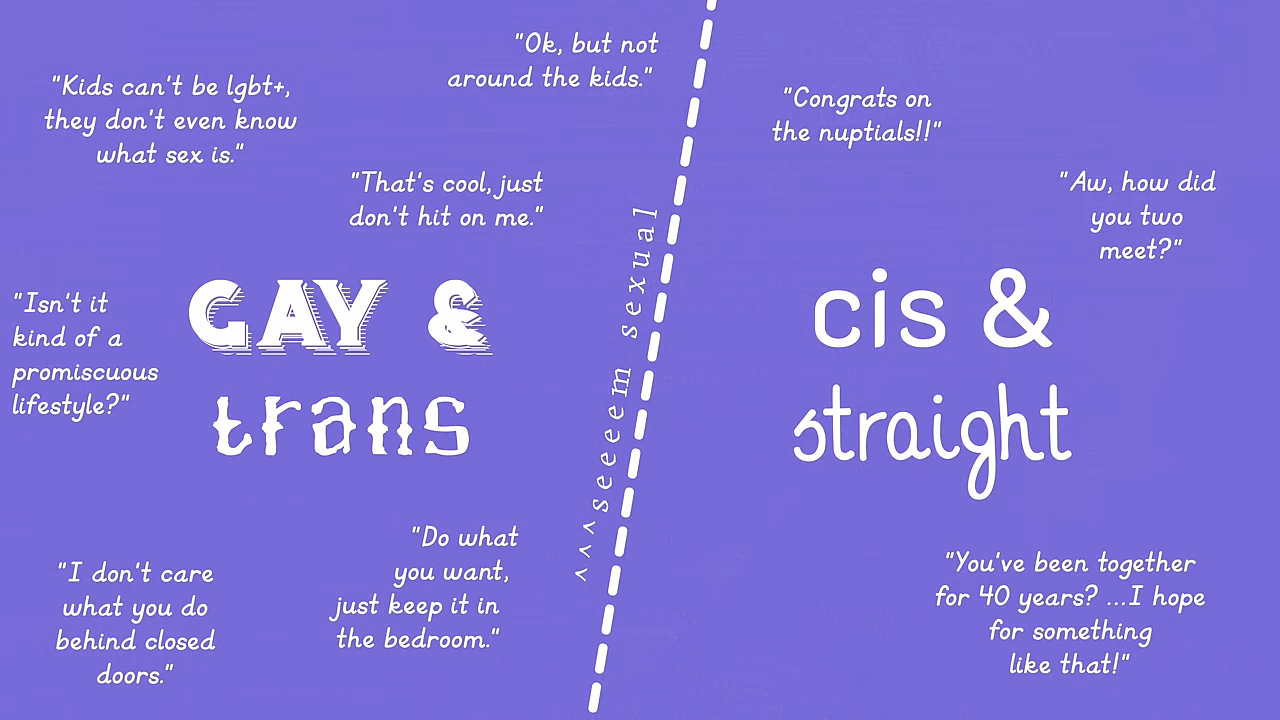 "Ok, but not
around the kids."
"Kids can't be lgbt+,
they don't even know
what sex is."
"That's cool, just
don't hit on me."
"Isn't it
kind of a
promiscuous
lifestyle?"
GAY &
trans
"I don't care
what you do
behind closed
doors."
"Do what
you want,
just keep it in
the bedroom."
^^^seeeem sexual
"Congrats on
the nuptials!!"
"Aw, how did
you two
meet?"
cis &
straight
"You've been together
for 40 years? ...I hope
for something
like that!"